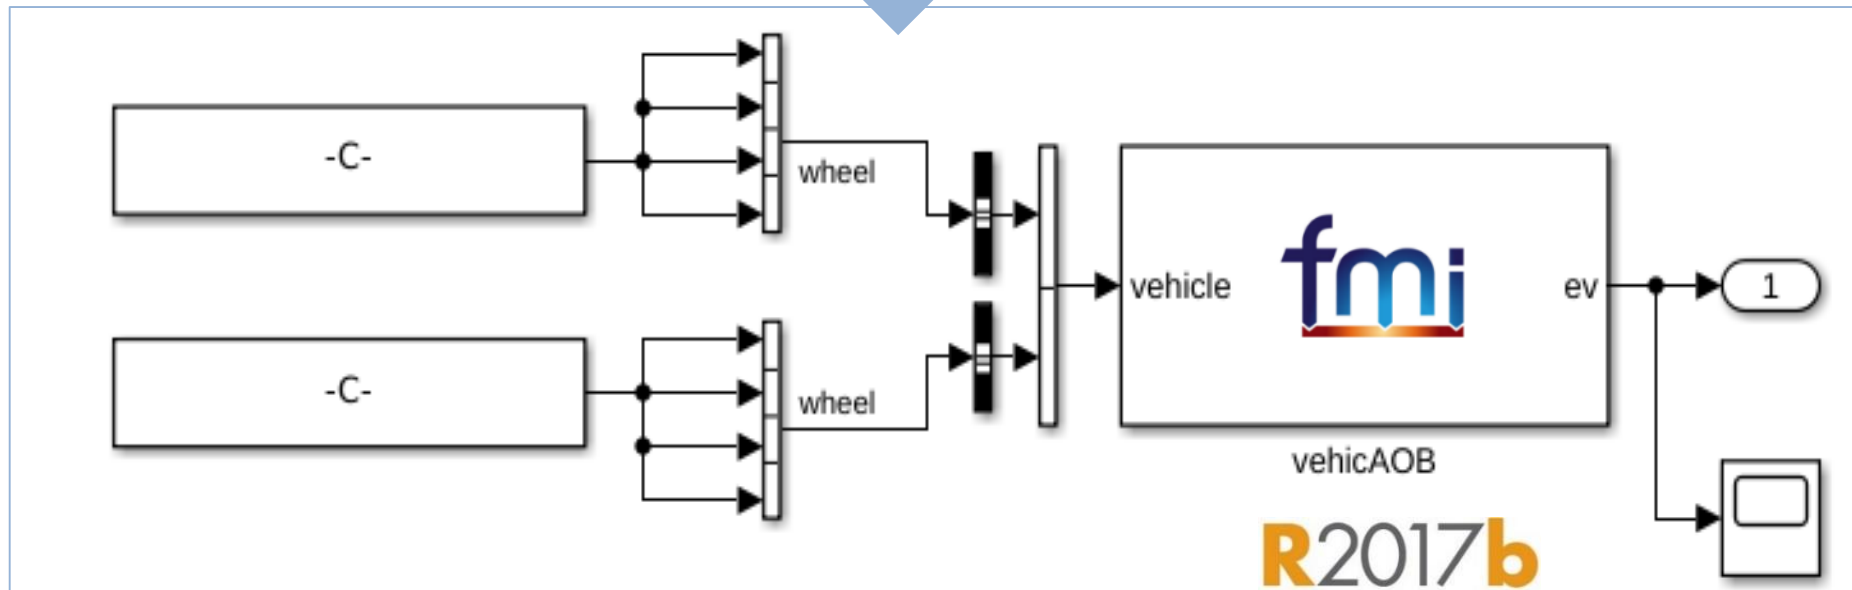 -C-
wheel
vehicle
fmi
ev
1
-C-
wheel
vehicAOB
R2017b